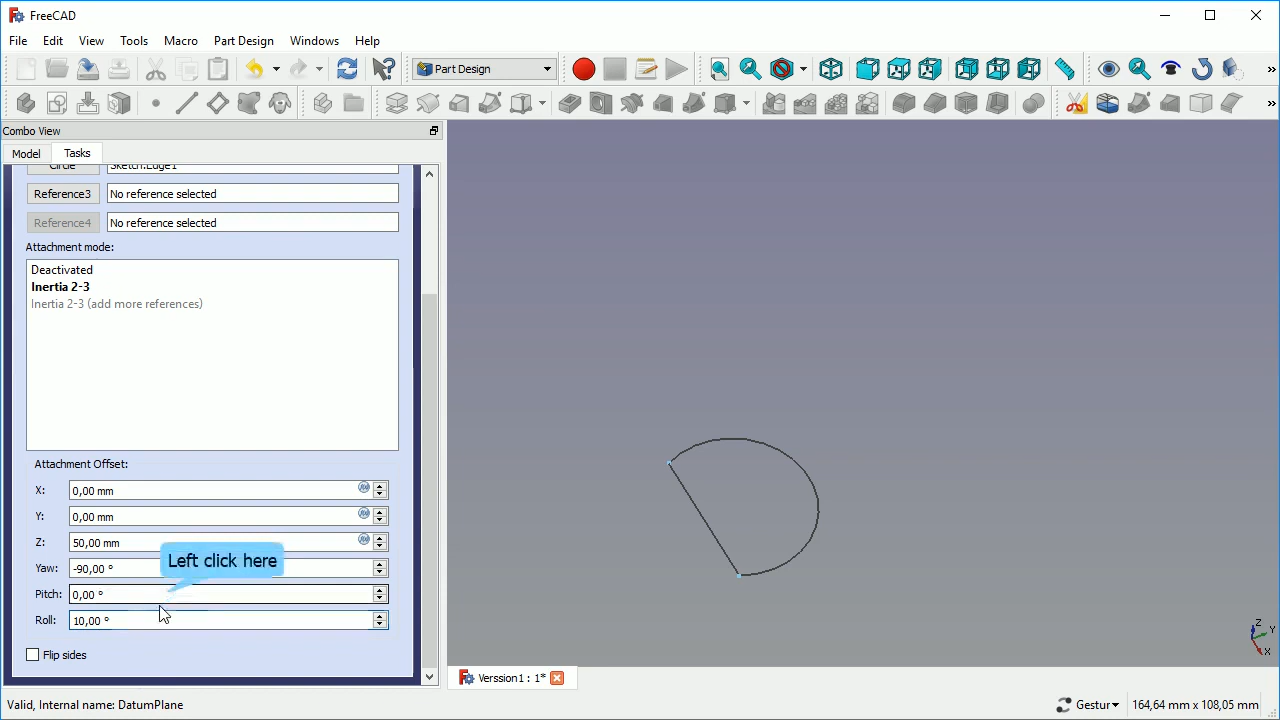 FreeCAD
File Edit View Tools Macro Part Design Windows Help
Part Design
»
»
Combo View
Model Tasks
Circle Sketch:Edge1
Reference3 No reference selected
Reference4 No reference selected
Attachment mode:
Deactivated
Inertia 2-3
Inertia 2-3 (add more references)
Attachment Offset:
X: 0,00 mm
Y: 0,00 mm
Z: 50,00 mm
Left click here
Yaw: -90,00 °
Pitch: 0,00 °
Roll: 10,00 °
Flip sides
Z
Y
X
Verssion1 : 1*
Valid, Internal name: DatumPlane
Gestur 164,64 mm x 108,05 mm